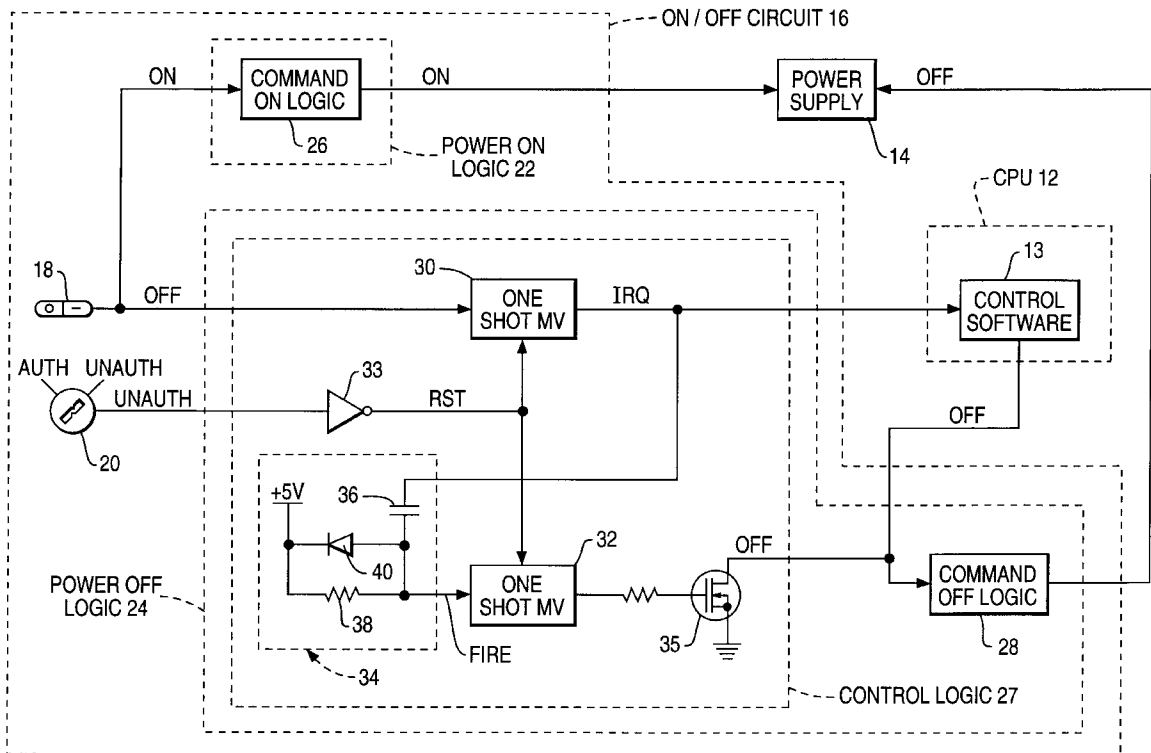 ON / OFF CIRCUIT 16
ON
COMMAND
ON LOGIC
ON
POWER
SUPPLY
OFF
26
POWER ON
LOGIC 22
14
CPU 12
18
30
13
OFF
ONE
SHOT MV
IRQ
CONTROL
SOFTWARE
AUTH
UNAUTH
UNAUTH
33
RST
20
OFF
+5V
36
40
32
OFF
POWER OFF
LOGIC 24
38
ONE
SHOT MV
COMMAND
OFF LOGIC
FIRE
35
28
34
CONTROL LOGIC 27